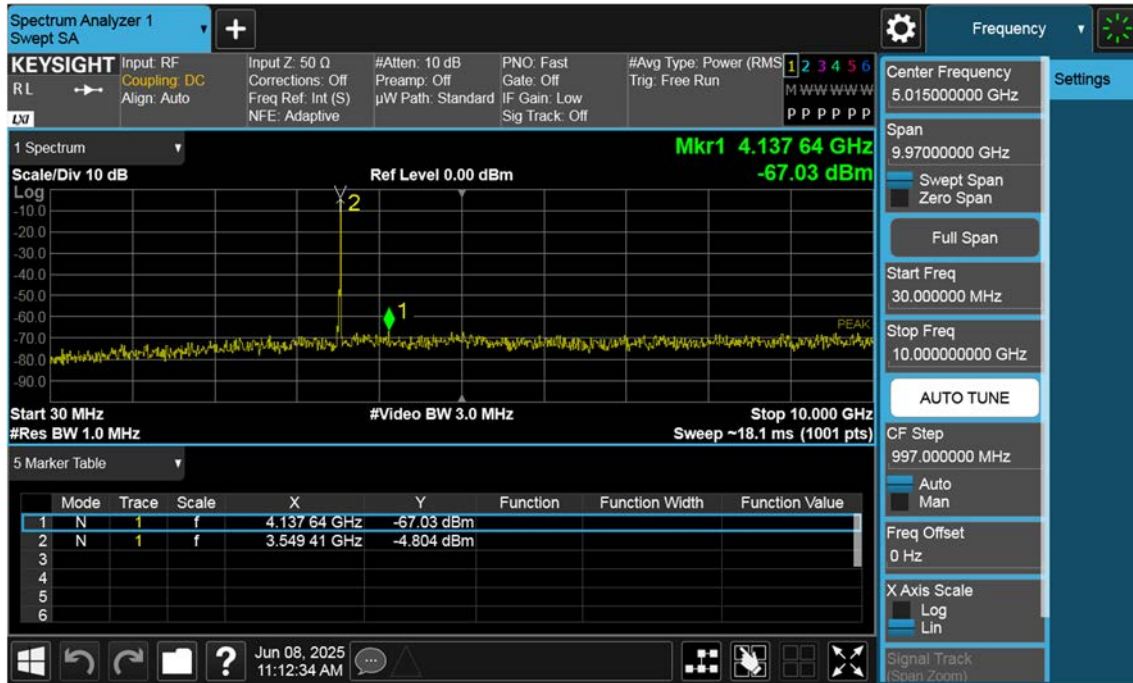 Spectrum Analyzer 1
Swept SA
Frequency
KEYSIGHT
RL
LXI
Input: RF
Coupling: DC
Align: Auto
Input Z: 50 Ω
Corrections: Off
Freq Ref: Int (S)
NFE: Adaptive
#Atten: 10 dB
Preamp: Off
µW Path: Standard
PNO: Fast
Gate: Off
IF Gain: Low
Sig Track: Off
#Avg Type: Power (RMS
Trig: Free Run
1 2 3 4 5 6
M W W W W W
P P P P P P
1 Spectrum
Mkr1 4.137 64 GHz
-67.03 dBm
Scale/Div 10 dB
Ref Level 0.00 dBm
Log
-10.0
-20.0
-30.0
-40.0
-50.0
-60.0
-70.0
-80.0
-90.0
2
1
PEAK
Start 30 MHz
#Video BW 3.0 MHz
Stop 10.000 GHz
#Res BW 1.0 MHz
Sweep ~18.1 ms (1001 pts)
5 Marker Table
Mode Trace Scale X Y Function Function Width Function Value
1 N 1 f 4.137 64 GHz -67.03 dBm
2 N 1 f 3.549 41 GHz -4.804 dBm
3
4
5
6
Jun 08, 2025
11:12:34 AM
Center Frequency
5.015000000 GHz
Settings
Span
9.97000000 GHz
Swept Span
Zero Span
Full Span
Start Freq
30.000000 MHz
Stop Freq
10.000000000 GHz
AUTO TUNE
CF Step
997.000000 MHz
Auto
Man
Freq Offset
0 Hz
X Axis Scale
Log
Lin
Signal Track
(Span Zoom)